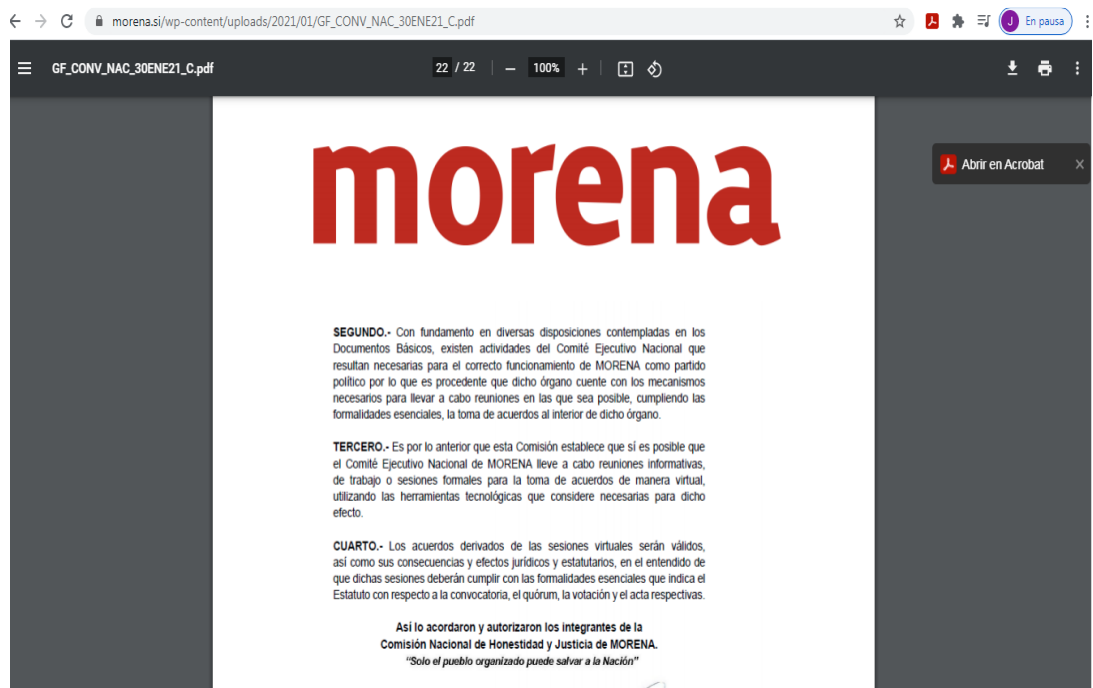 morena.si/wp-content/uploads/2021/01/GF_CONV_NAC_30ENE21_C.pdf
J
En pausa
GF_CONV_NAC_30ENE21_C.pdf
22 / 22
100%
morena
Abrir en Acrobat
SEGUNDO.- Con fundamento en diversas disposiciones contempladas en los
Documentos Básicos, existen actividades del Comité Ejecutivo Nacional que
resultan necesarias para el correcto funcionamiento de MORENA como partido
político por lo que es procedente que dicho órgano cuente con los mecanismos
necesarios para llevar a cabo reuniones en las que sea posible, cumpliendo las
formalidades esenciales, la toma de acuerdos al interior de dicho órgano.
TERCERO.- Es por lo anterior que esta Comisión establece que sí es posible que
el Comité Ejecutivo Nacional de MORENA lleve a cabo reuniones informativas,
de trabajo o sesiones formales para la toma de acuerdos de manera virtual,
utilizando las herramientas tecnológicas que considere necesarias para dicho
efecto.
CUARTO.- Los acuerdos derivados de las sesiones virtuales serán válidos,
así como sus consecuencias y efectos jurídicos y estatutarios, en el entendido de
que dichas sesiones deberán cumplir con las formalidades esenciales que indica el
Estatuto con respecto a la convocatoria, el quórum, la votación y el acta respectivas.
Así lo acordaron y autorizaron los integrantes de la
Comisión Nacional de Honestidad y Justicia de MORENA.
“Solo el pueblo organizado puede salvar a la Nación”